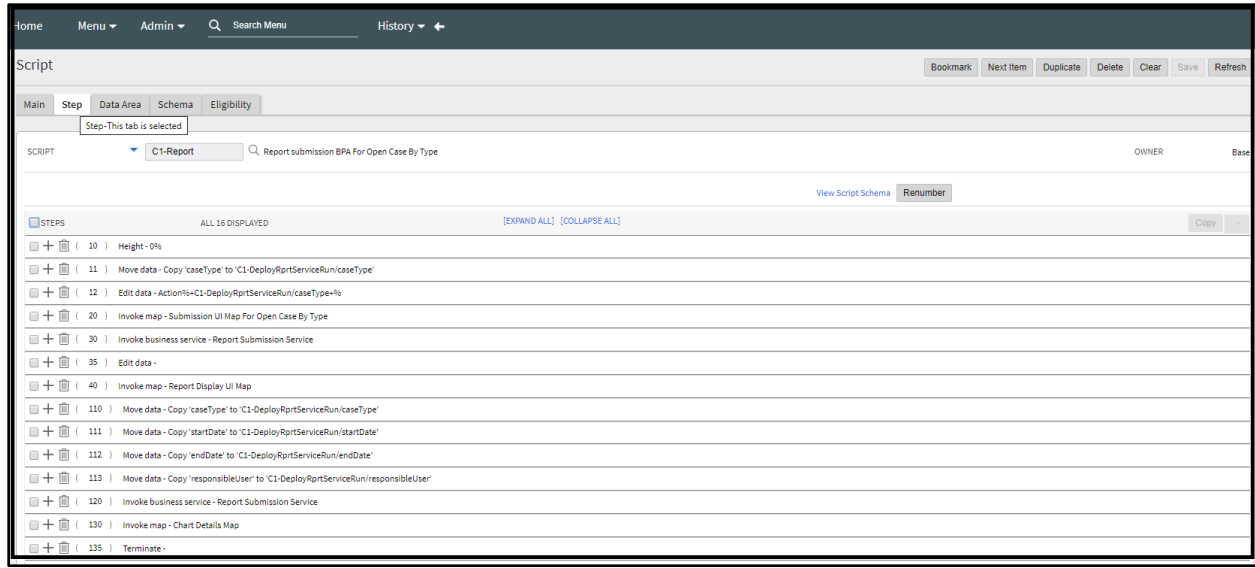 Home Menu Admin Search Menu History
Script Bookmark Next Item Duplicate Delete Clear Save Refresh
Main Step Data Area Schema Eligibility
Step-This tab is selected
SCRIPT C1-Report Report submission BPA For Open Case By Type OWNER Base
View Script Schema Renumber
STEPS ALL 16 DISPLAYED [EXPAND ALL] [COLLAPSE ALL] Copy
( 10 ) Height - 0%
( 11 ) Move data - Copy 'caseType' to 'C1-DeployRprtServiceRun/caseType'
( 12 ) Edit data - Action%+C1-DeployRprtServiceRun/caseType+%
( 20 ) Invoke map - Submission UI Map For Open Case By Type
( 30 ) Invoke business service - Report Submission Service
( 35 ) Edit data -
( 40 ) Invoke map - Report Display UI Map
( 110 ) Move data - Copy 'caseType' to 'C1-DeployRprtServiceRun/caseType'
( 111 ) Move data - Copy 'startDate' to 'C1-DeployRprtServiceRun/startDate'
( 112 ) Move data - Copy 'endDate' to 'C1-DeployRprtServiceRun/endDate'
( 113 ) Move data - Copy 'responsibleUser' to 'C1-DeployRprtServiceRun/responsibleUser'
( 120 ) Invoke business service - Report Submission Service
( 130 ) Invoke map - Chart Details Map
( 135 ) Terminate -